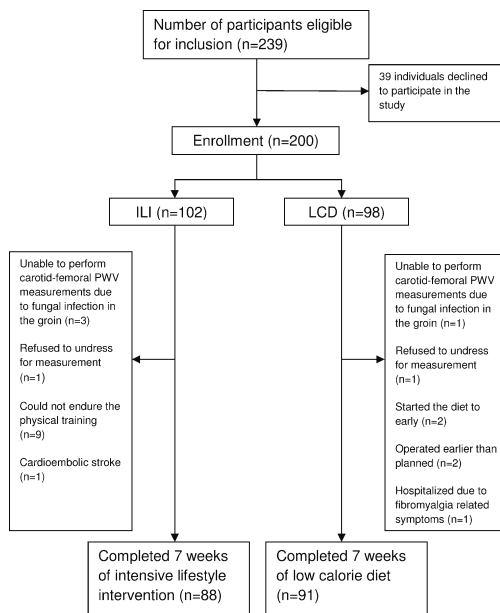 Number of participants eligible
for inclusion (n=239)
39 individuals declined
to participate in the
study
Enrollment (n=200)
ILI (n=102)
LCD (n=98)
Unable to perform
carotid-femoral PWV
measurements due
to fungal infection in
the groin (n=3)
Refused to undress
for measurement
(n=1)
Could not endure the
physical training
(n=9)
Cardioembolic stroke
(n=1)
Unable to perform
carotid-femoral PWV
measurements due
to fungal infection in
the groin (n=1)
Refused to undress
for measurement
(n=1)
Started the diet to
early (n=2)
Operated earlier than
planned (n=2)
Hospitalized due to
fibromyalgia related
symptoms (n=1)
Completed 7 weeks
of intensive lifestyle
intervention (n=88)
Completed 7 weeks
of low calorie diet
(n=91)